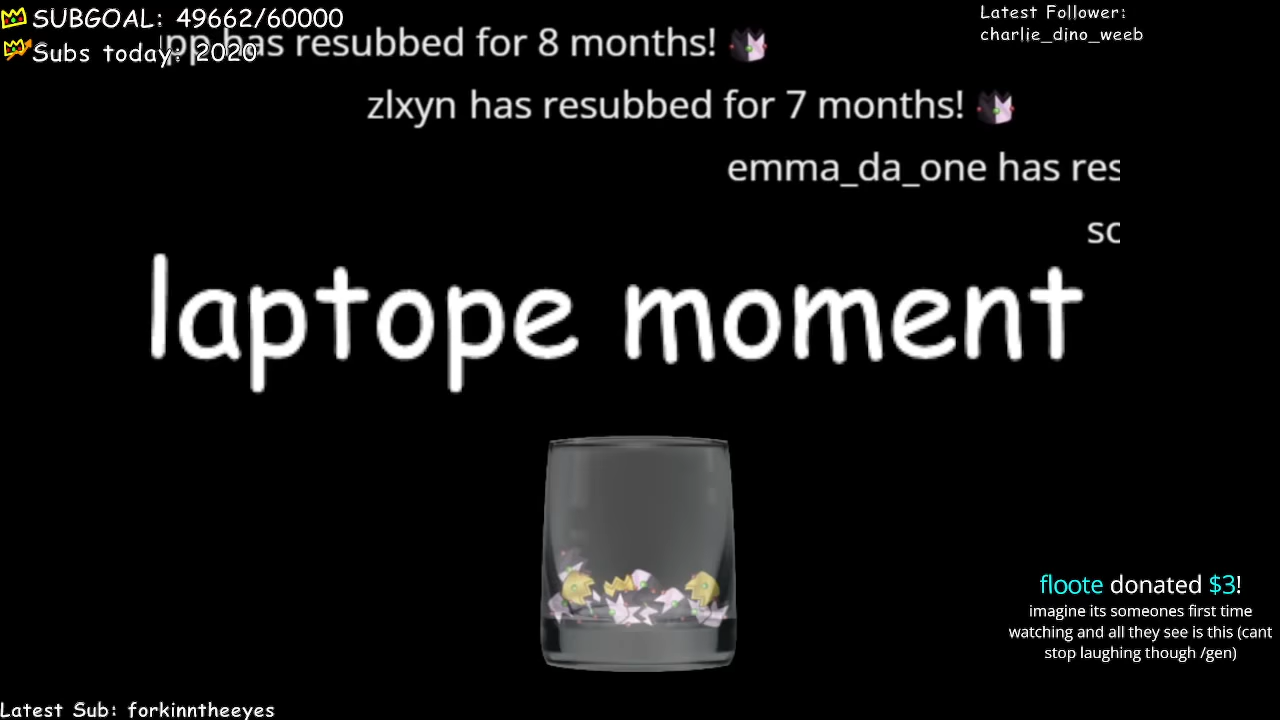 SUBGOAL: 49662/60000
Subs today: 2020
pp has resubbed for 8 months!
zlxyn has resubbed for 7 months!
emma_da_one has res
sc
Latest Follower:
charlie_dino_weeb
laptope moment
floote donated $3!
imagine its someones first time
watching and all they see is this (cant
stop laughing though /gen)
Latest Sub: forkinntheeyes